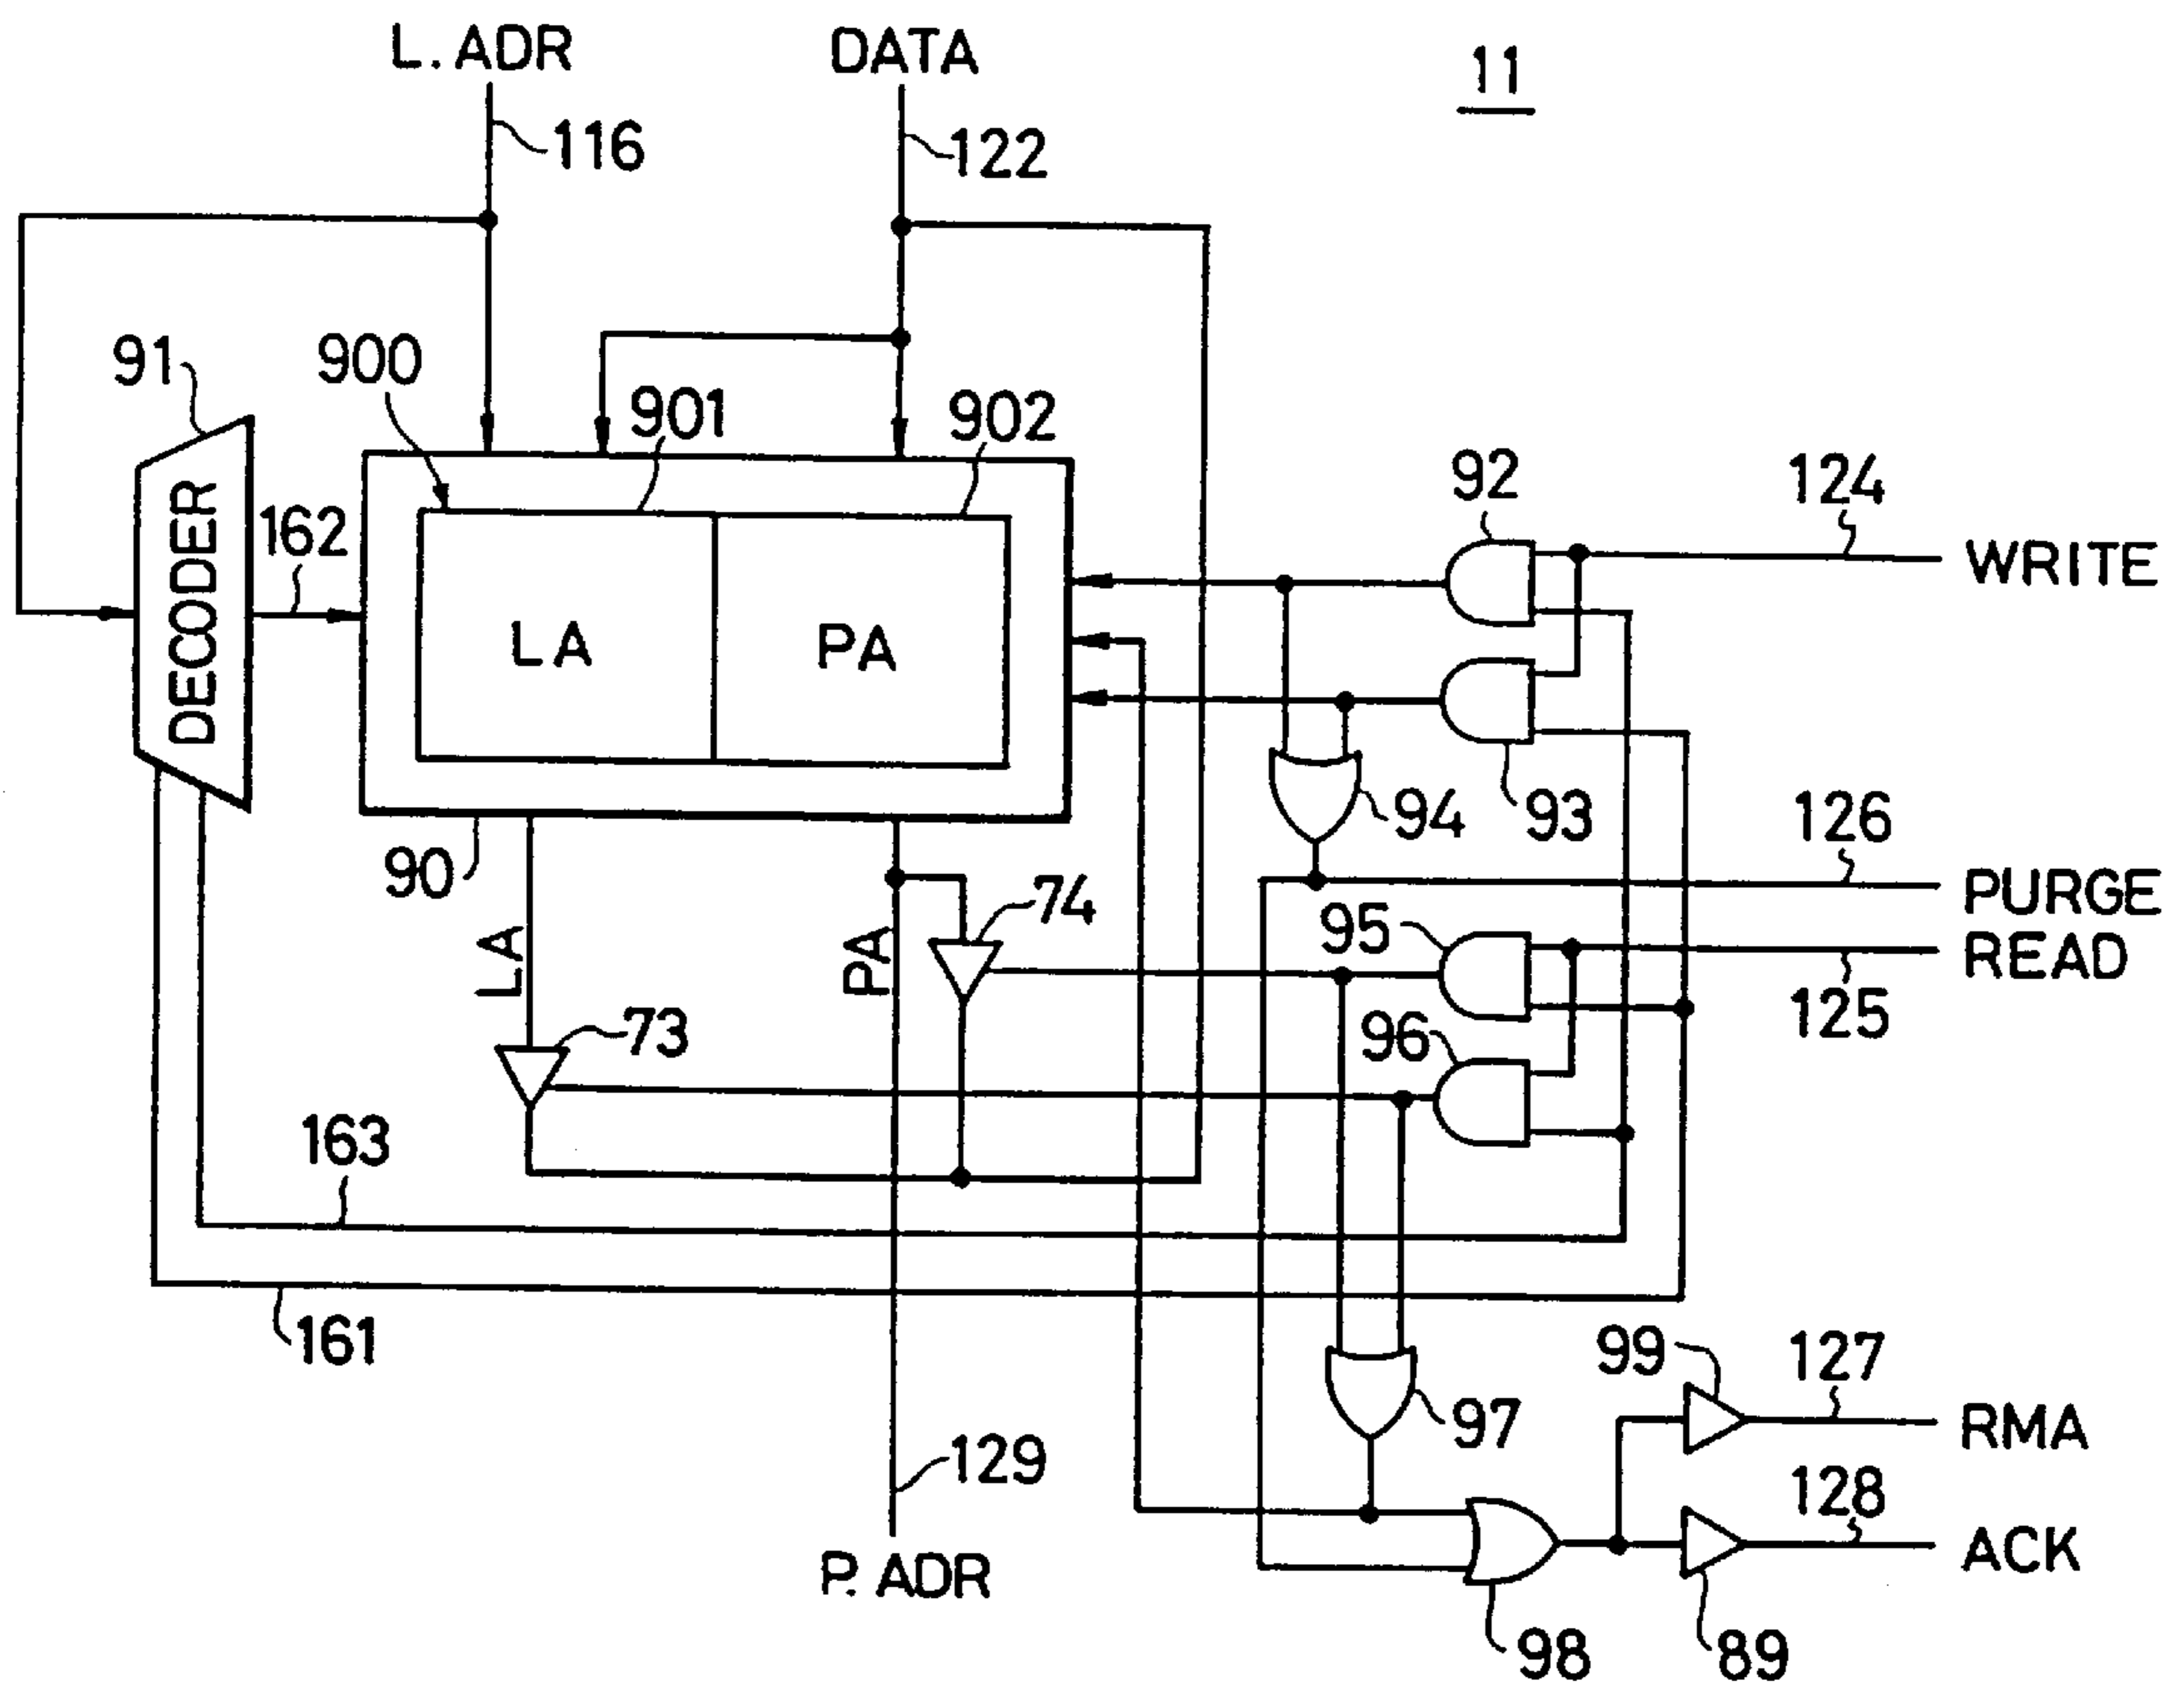 L. ADR
DATA
11
116
122
91
900
901
902
92
124
WRITE
DECODER
162
LA
PA
94
93
126
PURGE
90
74
95
READ
125
LA
PA
73
96
163
161
99
127
RMA
97
129
128
ACK
P. ADR
98
89